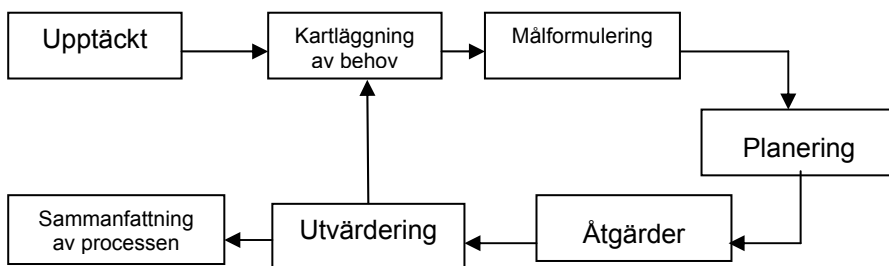 Upptäckt
Kartläggning
av behov
Målformulering
Planering
Åtgärder
Utvärdering
Sammanfattning
av processen